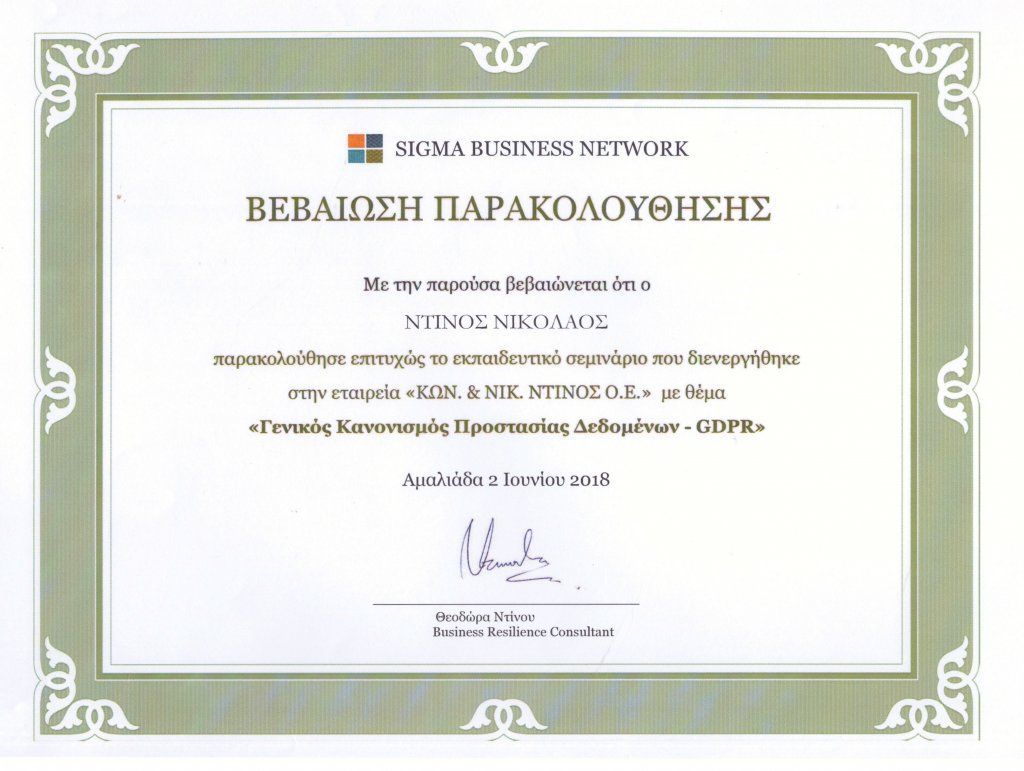 SIGMA BUSINESS NETWORK
ΒΕΒΑΙΩΣΗ ΠΑΡΑΚΟΛΟΥΘΗΣΗΣ
Με την παρούσα βεβαιώνεται ότι ο
ΝΤΙΝΟΣ ΝΙΚΟΛΑΟΣ
παρακολούθησε επιτυχώς το εκπαιδευτικό σεμινάριο που διενεργήθηκε
στην εταιρεία «ΚΩΝ. & ΝΙΚ. ΝΤΙΝΟΣ Ο.Ε.» με θέμα
«Γενικός Κανονισμός Προστασίας Δεδομένων - GDPR»
Αμαλιάδα 2 Ιουνίου 2018
Θεοδώρα Ντίνου
Business Resilience Consultant